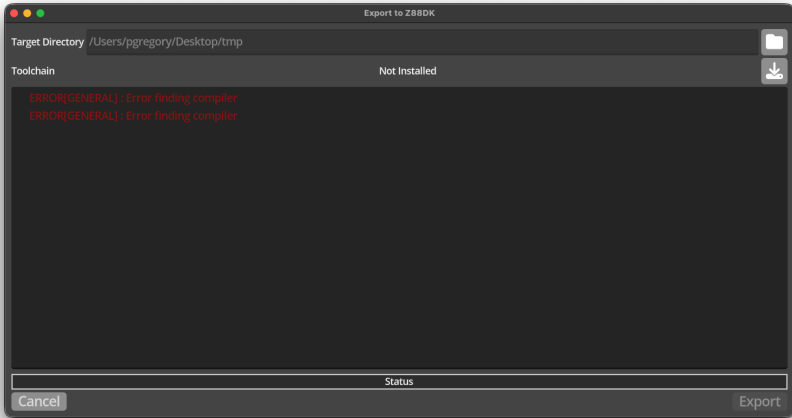 Export to Z88DK
Target Directory /Users/pgregory/Desktop/tmp
Toolchain Not Installed
ERROR[GENERAL] : Error finding compiler
ERROR[GENERAL] : Error finding compiler
Status
Cancel Export